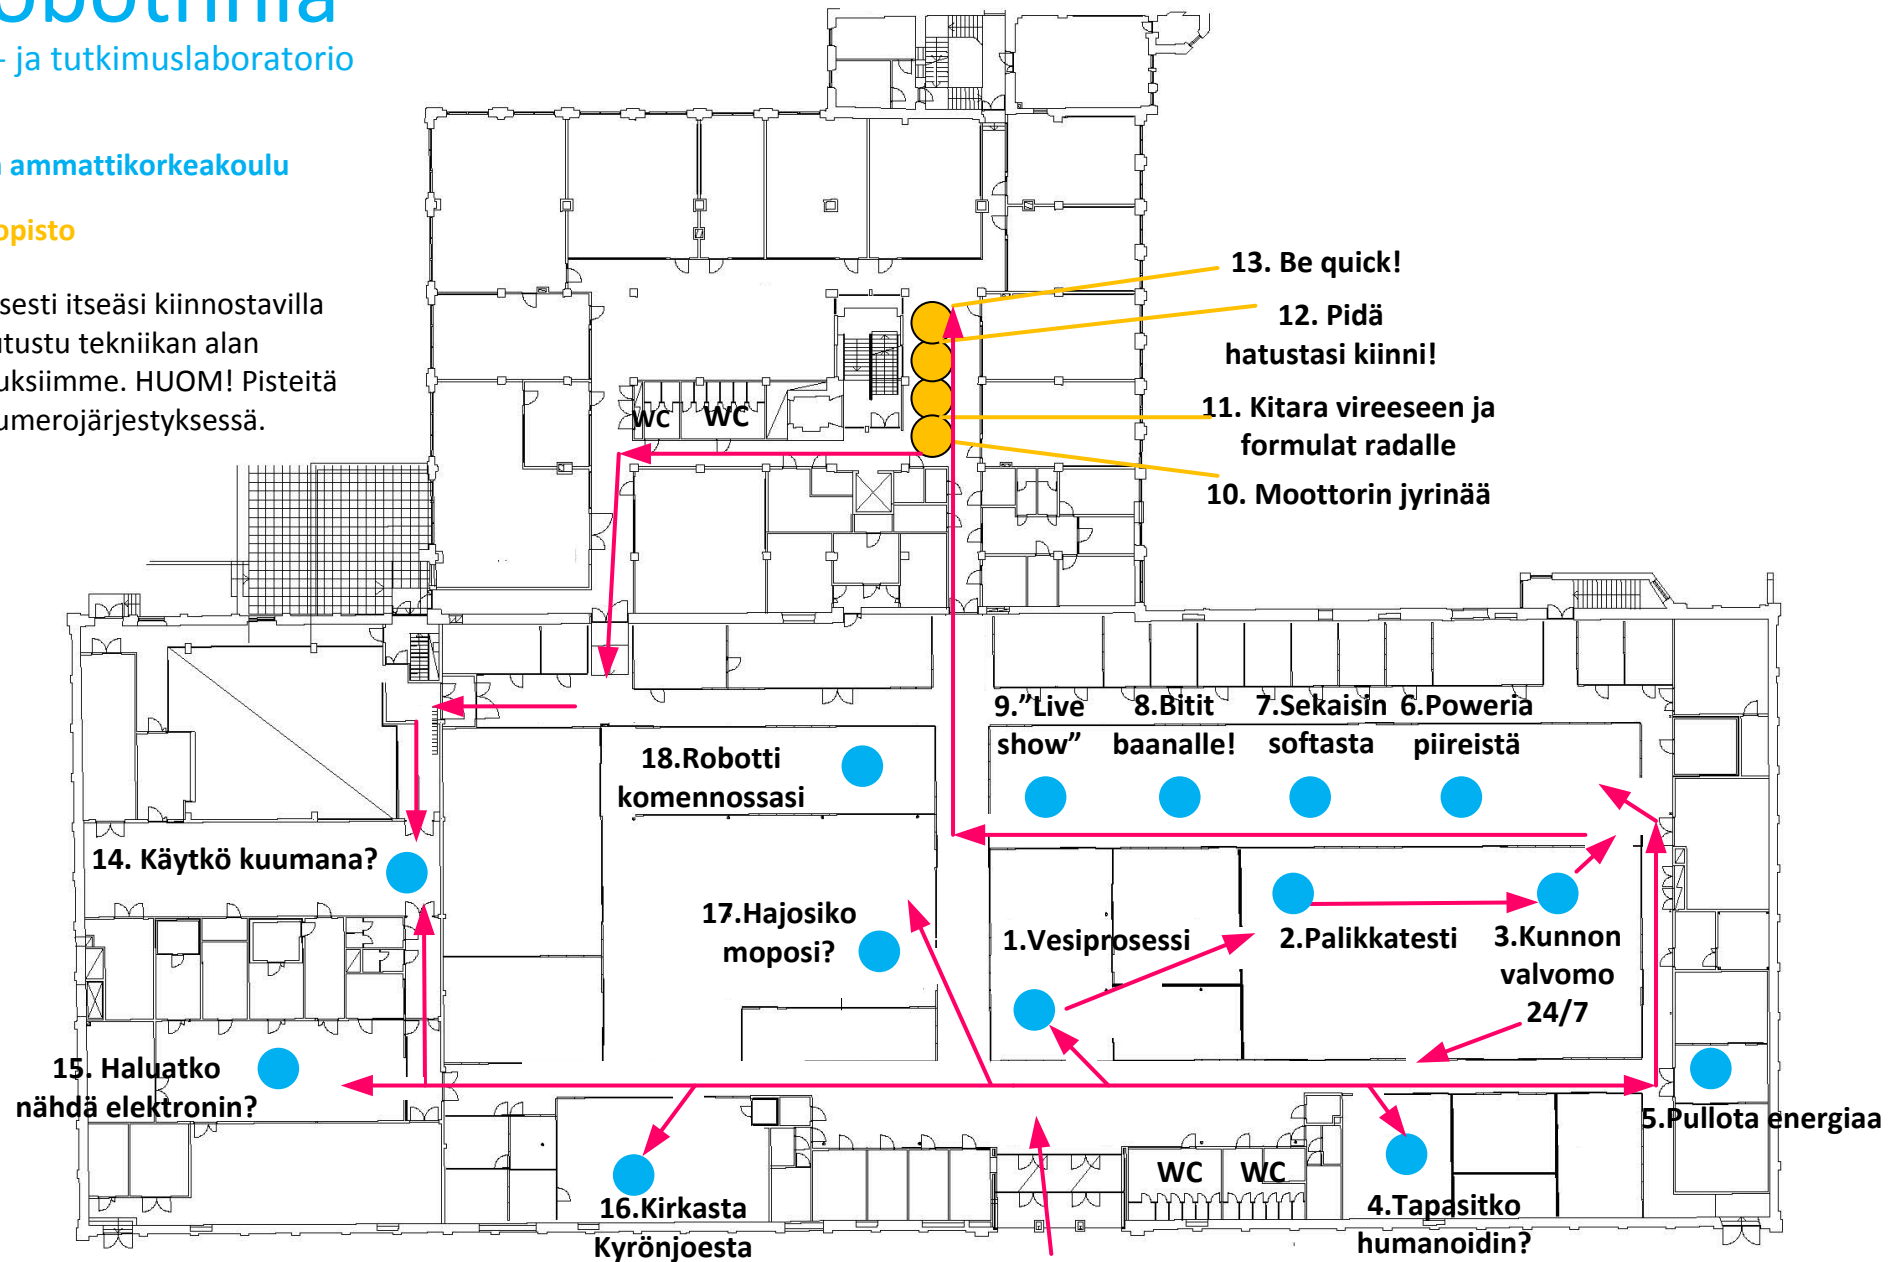 obotnnia
- ja tutkimuslaboratorio
ammattikorkeakoulu
opisto
sesti itseäsi kiinnostavilla
utustu tekniikan alan
uksiimme. HUOM! Pisteitä
umerojärjestyksessä.
13. Be quick!
12. Pidä
hatustasi kiinni!
11. Kitara vireeseen ja
formulat radalle
10. Moottorin jyrinää
WC
WC
9.”Live
show”
8.Bitit
baanalle!
7.Sekaisin
softasta
6.Poweria
piireistä
18.Robotti
komennossasi
14. Käytkö kuumana?
17.Hajosiko
moposi?
1.Vesiprosessi
2.Palikkatesti
3.Kunnon
valvomo
24/7
15. Haluatko
nähdä elektronin?
5.Pullota energiaa
WC
WC
16.Kirkasta
Kyrönjoesta
4.Tapasitko
humanoidin?